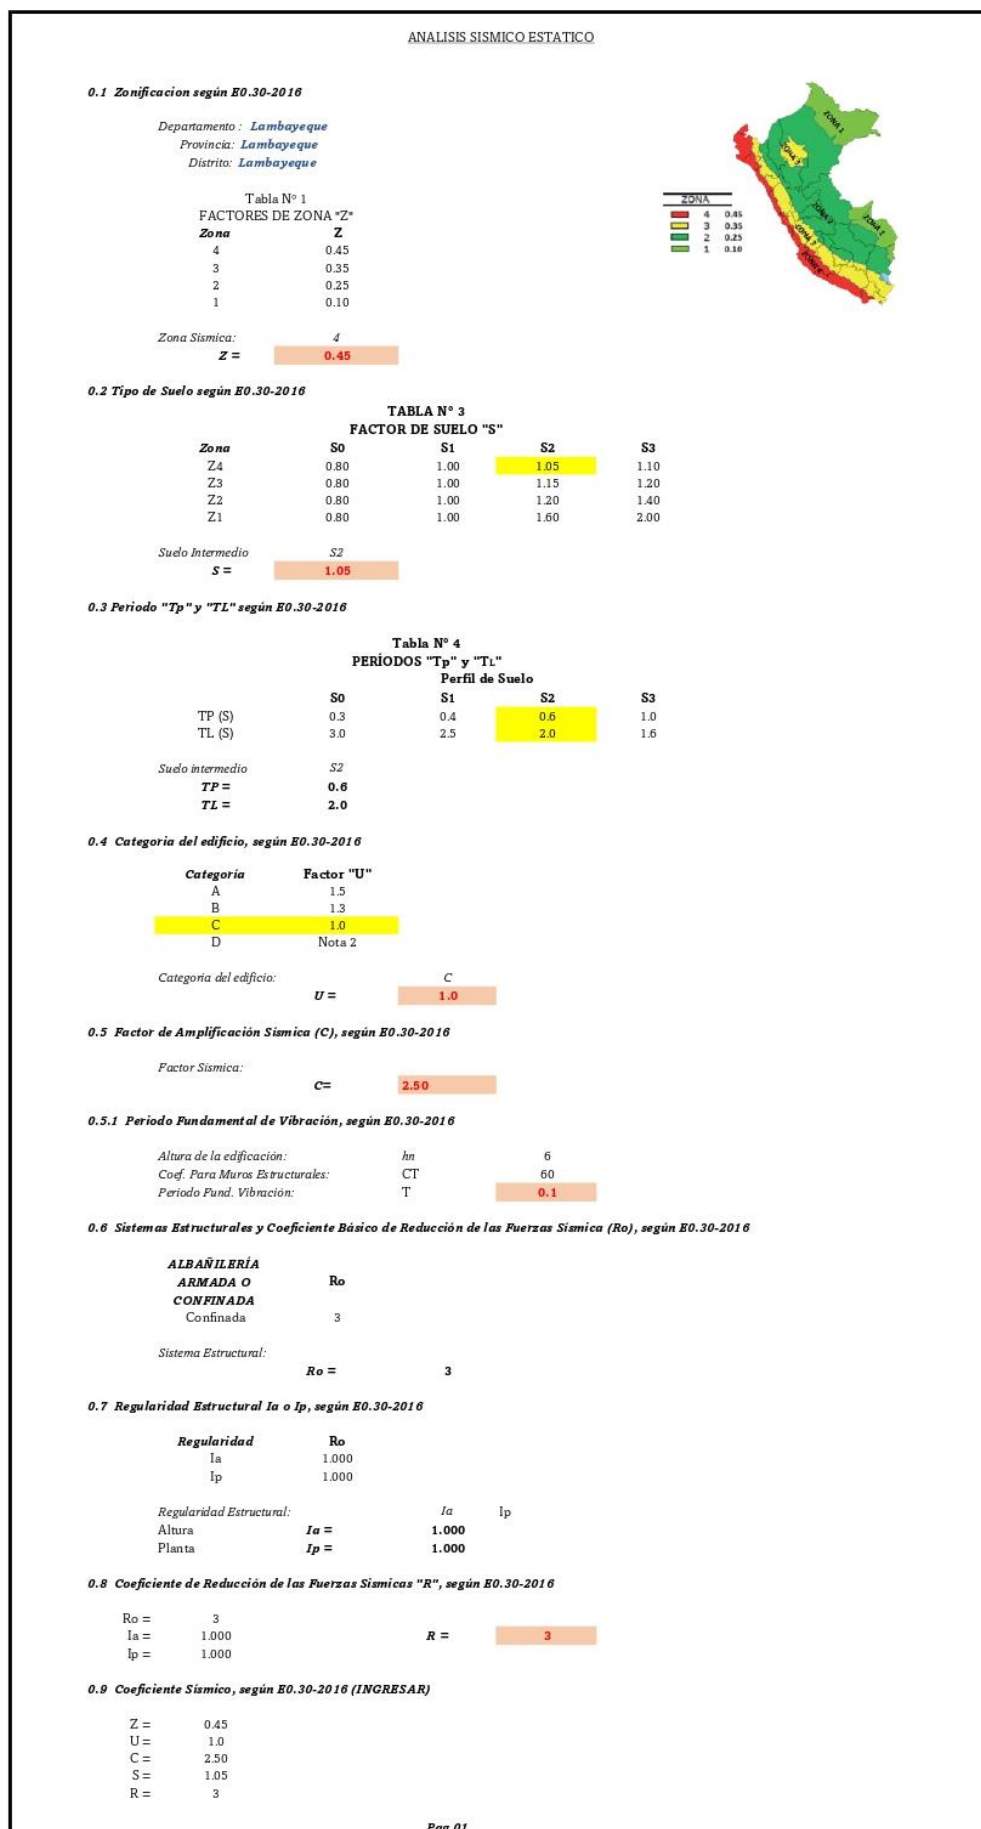 ANALISIS SISMICO ESTATICO
0.1 Zonificacion según E0.30-2016
Departamento : Lambayeque
Provincia: Lambayeque
Distrito: Lambayeque
Tabla Nº 1
FACTORES DE ZONA "Z"
Zona Z
4 0.45
3 0.35
2 0.25
1 0.10
ZONA
4 0.45
3 0.35
2 0.25
1 0.10
ZONA 1
ZONA 3
ZONA 2
ZONA 1
ZONA 3
ZONA 4
Zona Sismica: 4
Z = 0.45
0.2 Tipo de Suelo según E0.30-2016
TABLA N° 3
FACTOR DE SUELO "S"
Zona S0 S1 S2 S3
Z4 0.80 1.00 1.05 1.10
Z3 0.80 1.00 1.15 1.20
Z2 0.80 1.00 1.20 1.40
Z1 0.80 1.00 1.60 2.00
Suelo Intermedio S2
S = 1.05
0.3 Periodo "Tp" y "TL" según E0.30-2016
Tabla N° 4
PERÍODOS "Tp" y "TL"
Perfil de Suelo
S0 S1 S2 S3
TP (S) 0.3 0.4 0.6 1.0
TL (S) 3.0 2.5 2.0 1.6
Suelo intermedio S2
TP = 0.6
TL = 2.0
0.4 Categoria del edificio, según E0.30-2016
Categoría Factor "U"
A 1.5
B 1.3
C 1.0
D Nota 2
Categoria del edificio: C
U = 1.0
0.5 Factor de Amplificación Sismica (C), según E0.30-2016
Factor Sismica:
C= 2.50
0.5.1 Periodo Fundamental de Vibración, según E0.30-2016
Altura de la edificación: hn 6
Coef. Para Muros Estructurales: CT 60
Periodo Fund. Vibración: T 0.1
0.6 Sistemas Estructurales y Coeficiente Básico de Reducción de las Fuerzas Sísmica (Ro), según E0.30-2016
ALBAÑILERÍA
ARMADA O Ro
CONFINADA
Confinada 3
Sistema Estructural:
Ro = 3
0.7 Regularidad Estructural Ia o Ip, según E0.30-2016
Regularidad Ro
Ia 1.000
Ip 1.000
Regularidad Estructural: Ia Ip
Altura Ia = 1.000
Planta Ip = 1.000
0.8 Coeficiente de Reducción de las Fuerzas Sismicas "R", según E0.30-2016
Ro = 3
Ia = 1.000 R = 3
Ip = 1.000
0.9 Coeficiente Sísmico, según E0.30-2016 (INGRESAR)
Z = 0.45
U = 1.0
C = 2.50
S = 1.05
R = 3
Pag 01